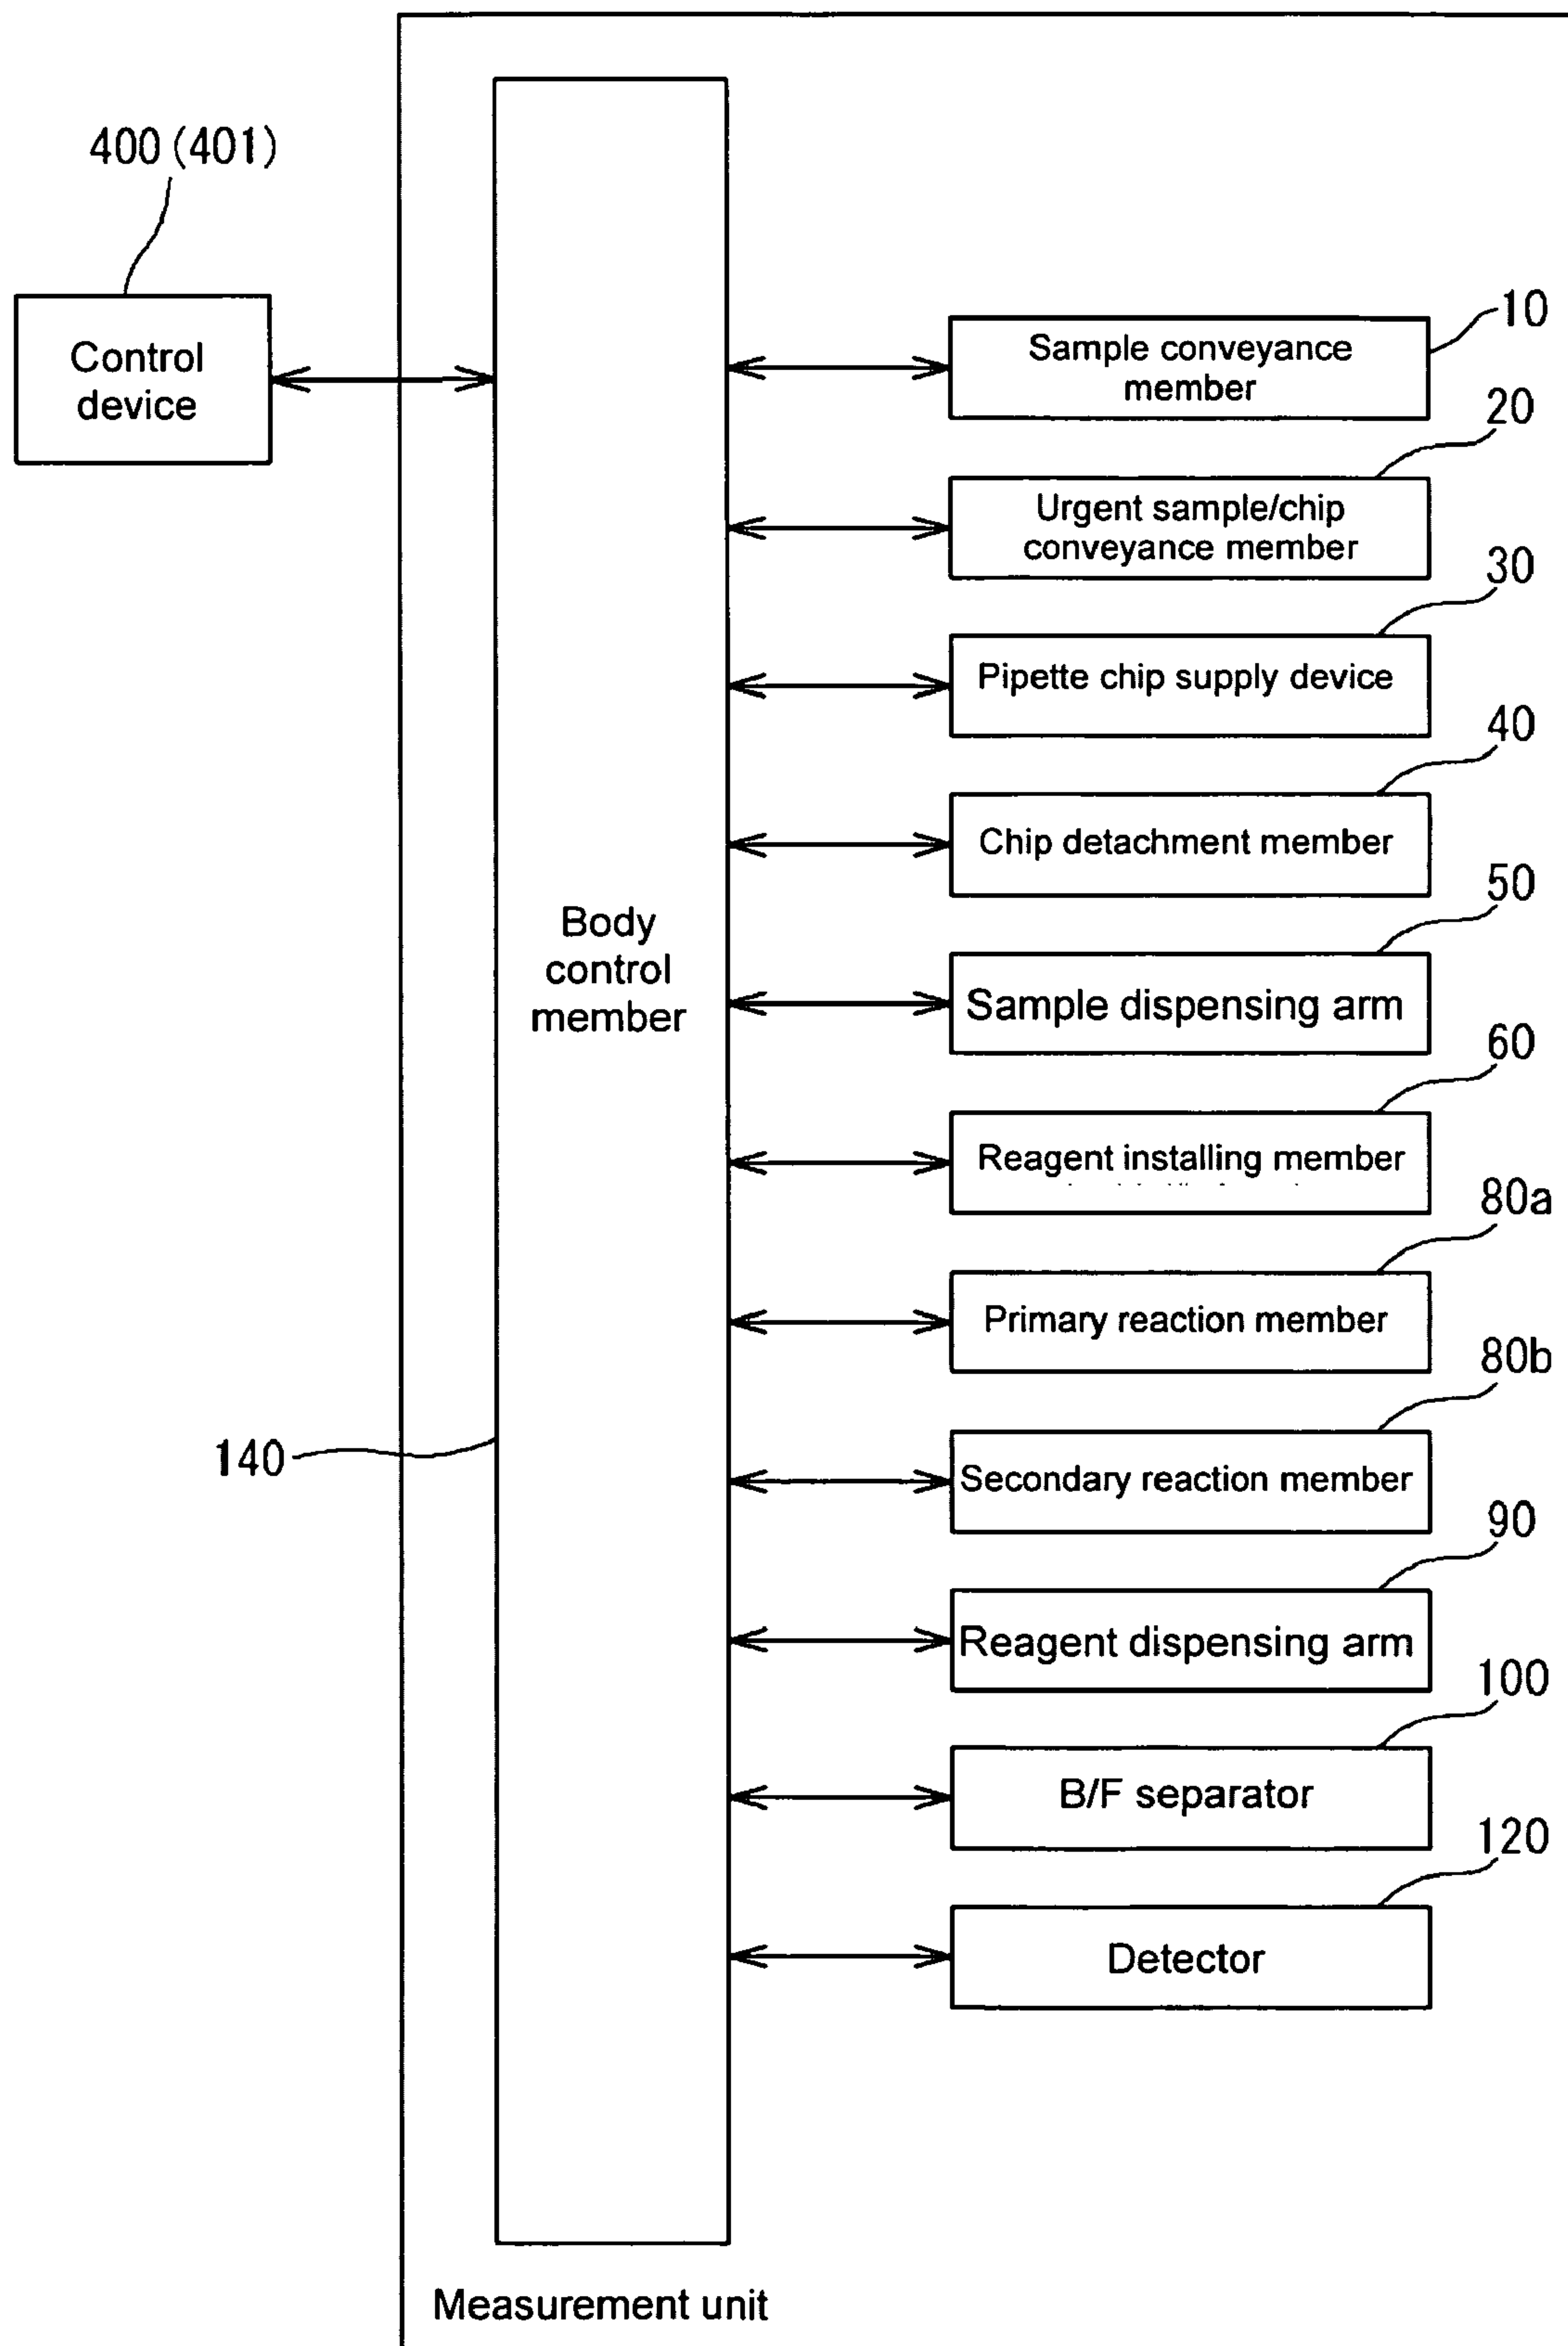 400(401)
Control
device
10
Sample conveyance
member
20
Urgent sample/chip
conveyance member
30
Pipette chip supply device
40
Chip detachment member
Body
control
member
50
Sample dispensing arm
60
Reagent installing member
80a
Primary reaction member
80b
140
Secondary reaction member
90
Reagent dispensing arm
100
B/F separator
120
Detector
Measurement unit